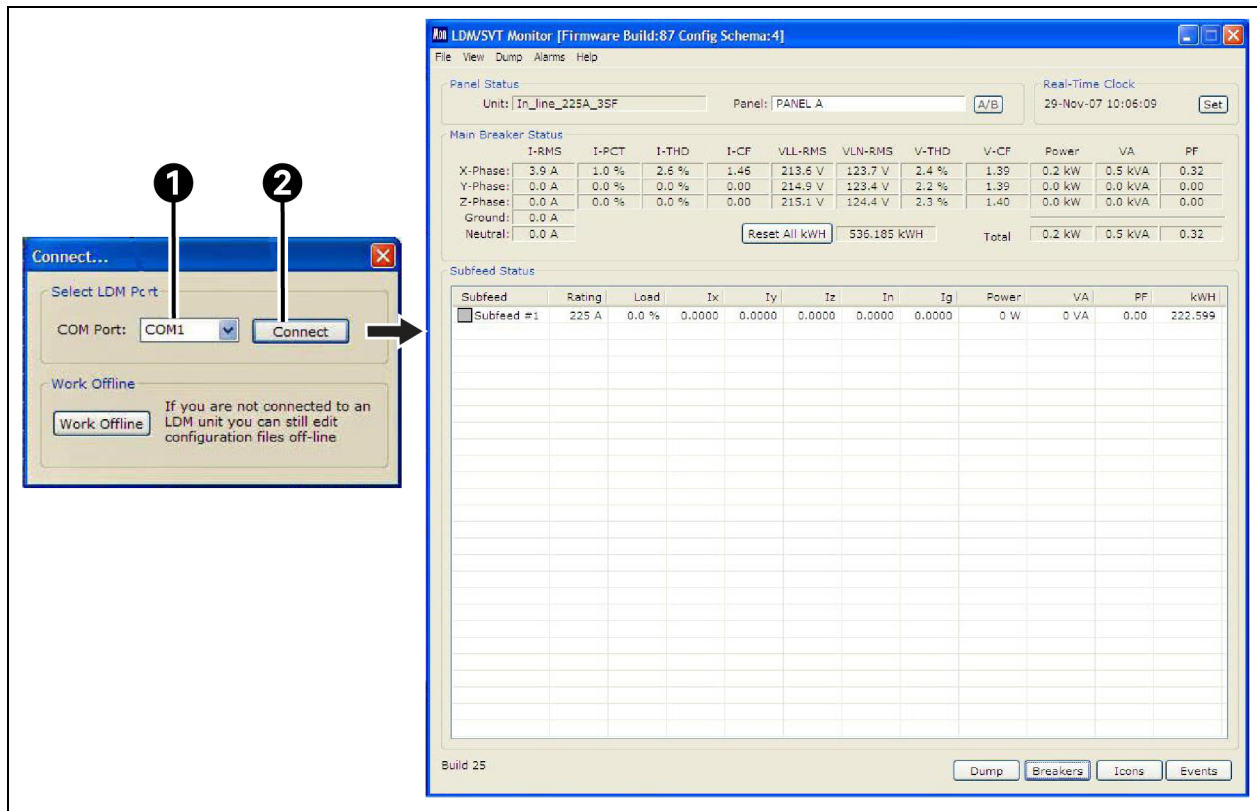 1 2
Connect...
Select LDM Port
COM Port: COM1 Connect
Work Offline
Work Offline
If you are not connected to an
LDM unit you can still edit
configuration files off-line
Mon LDM/SVT Monitor [Firmware Build:87 Config Schema:4]
File View Dump Alarms Help
Panel Status
Unit: In_line_225A_3SF Panel: PANEL A A/B
Real-Time Clock
29-Nov-07 10:06:09 Set
Main Breaker Status
I-RMS I-PCT I-THD I-CF VLL-RMS VLN-RMS V-THD V-CF Power VA PF
X-Phase: 3.9 A 1.0 % 2.6 % 1.46 213.6 V 123.7 V 2.4 % 1.39 0.2 kW 0.5 kVA 0.32
Y-Phase: 0.0 A 0.0 % 0.0 % 0.00 214.9 V 123.4 V 2.2 % 1.39 0.0 kW 0.0 kVA 0.00
Z-Phase: 0.0 A 0.0 % 0.0 % 0.00 215.1 V 124.4 V 2.3 % 1.40 0.0 kW 0.0 kVA 0.00
Ground: 0.0 A
Neutral: 0.0 A Reset All kWH 536.185 kWH Total 0.2 kW 0.5 kVA 0.32
Subfeed Status
Subfeed Rating Load Ix Iy Iz In Ig Power VA PF kWH
Subfeed #1 225 A 0.0 % 0.0000 0.0000 0.0000 0.0000 0.0000 0 W 0 VA 0.00 222.599
Build 25
Dump Breakers Icons Events